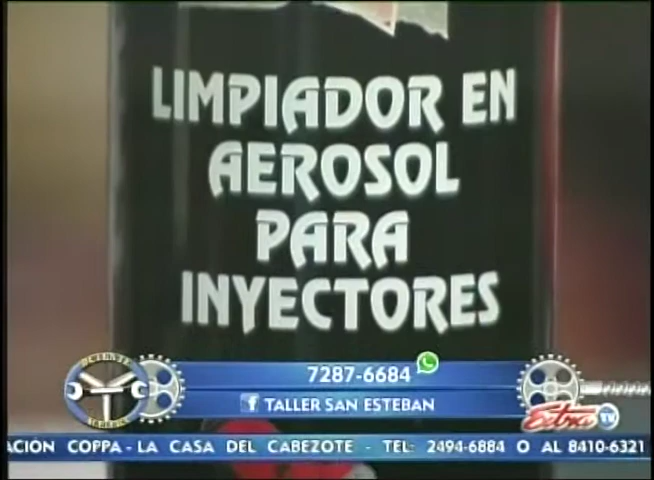 LIMPIADOR EN
AEROSOL
PARA
INYECTORES
7287-6684
TALLER SAN ESTEBAN
Extra TV
ACIÓN COPPA - LA CASA DEL CABEZOTE - TEL: 2494-6884 O AL 8410-6321